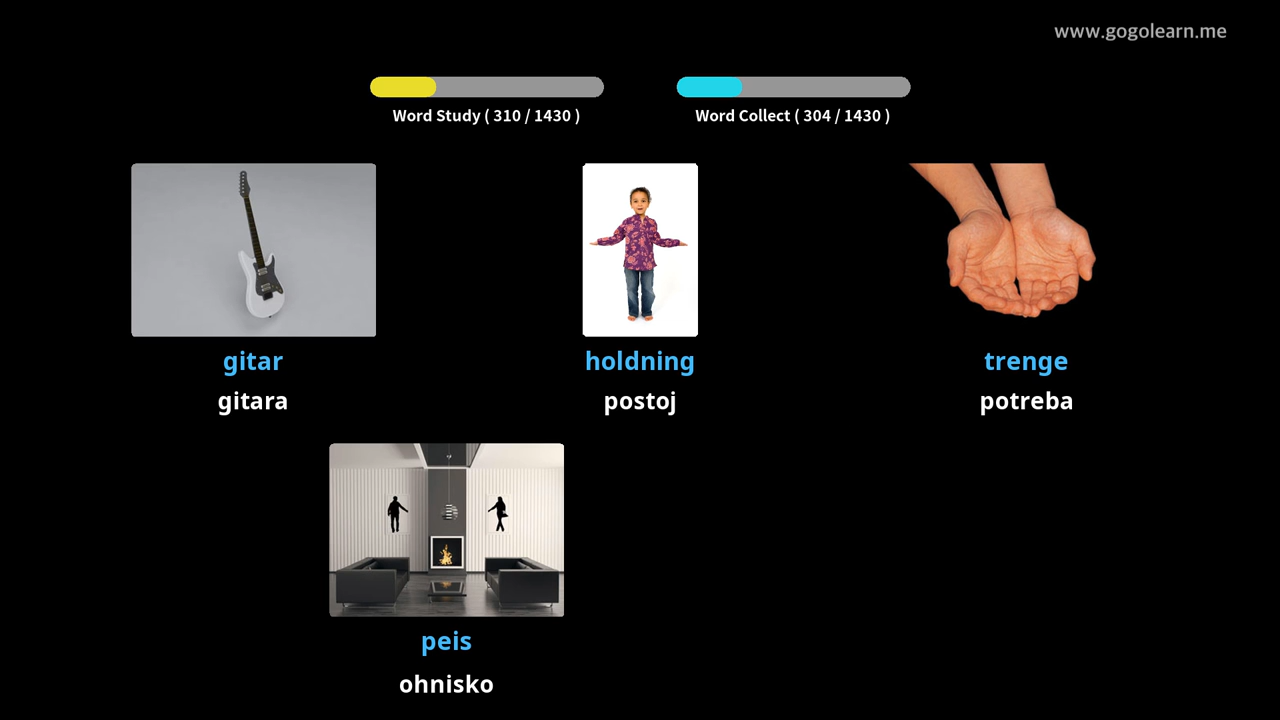 www.gogolearn.me
Word Study ( 310 / 1430 )
Word Collect ( 304 / 1430 )
gitar
gitara
holdning
postoj
trenge
potreba
peis
ohnisko